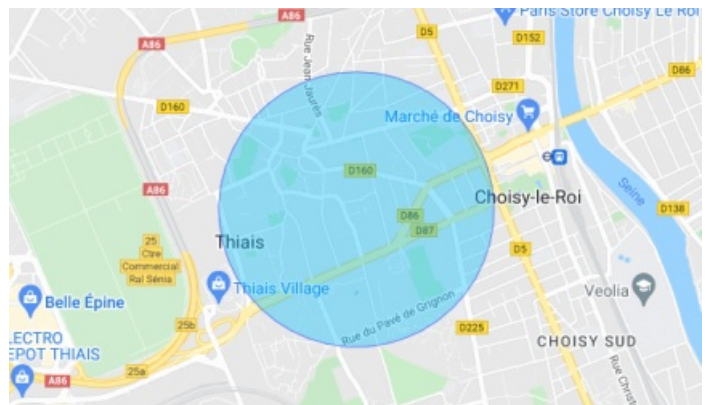 Paris Store Choisy Le Roi
A86
D5
D152
Rue Jean Jaurès
D86
D271
D160
Marché de Choisy
D160
A86
Choisy-le-Roi
Seine
D86
D138
D87
Thiais
25
Ctre
Commercial
Ral Sénia
D5
Thiais Village
Veolia
Belle Épine
25b
Rue du Pavé de Grignon
D225
CHOISY SUD
LECTRO
EPOT THIAIS
25a
A86
Rue Christ